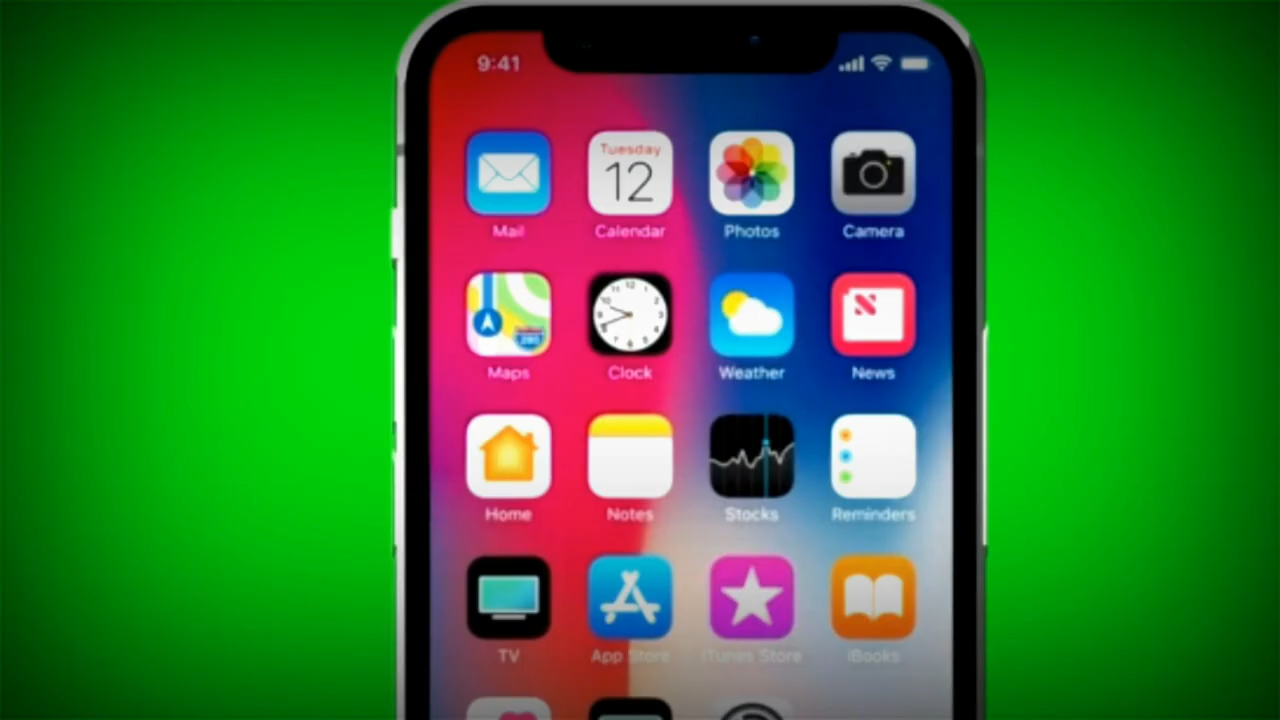 9:41
Tuesday
12
Mail Calendar Photos Camera
280
Maps Clock Weather News
Home Notes Stocks Reminders
TV App Store iTunes Store iBooks